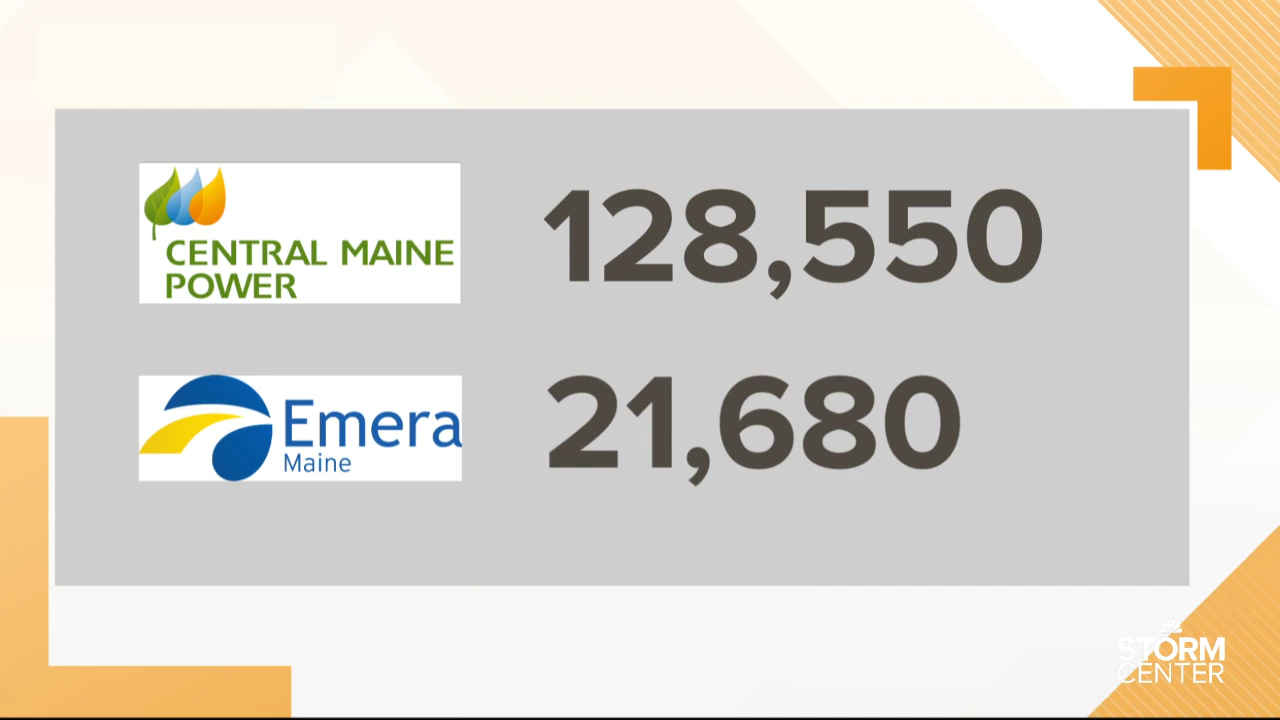 CENTRAL MAINE
POWER
128,550
Emera
Maine
21,680
STORM
CENTER